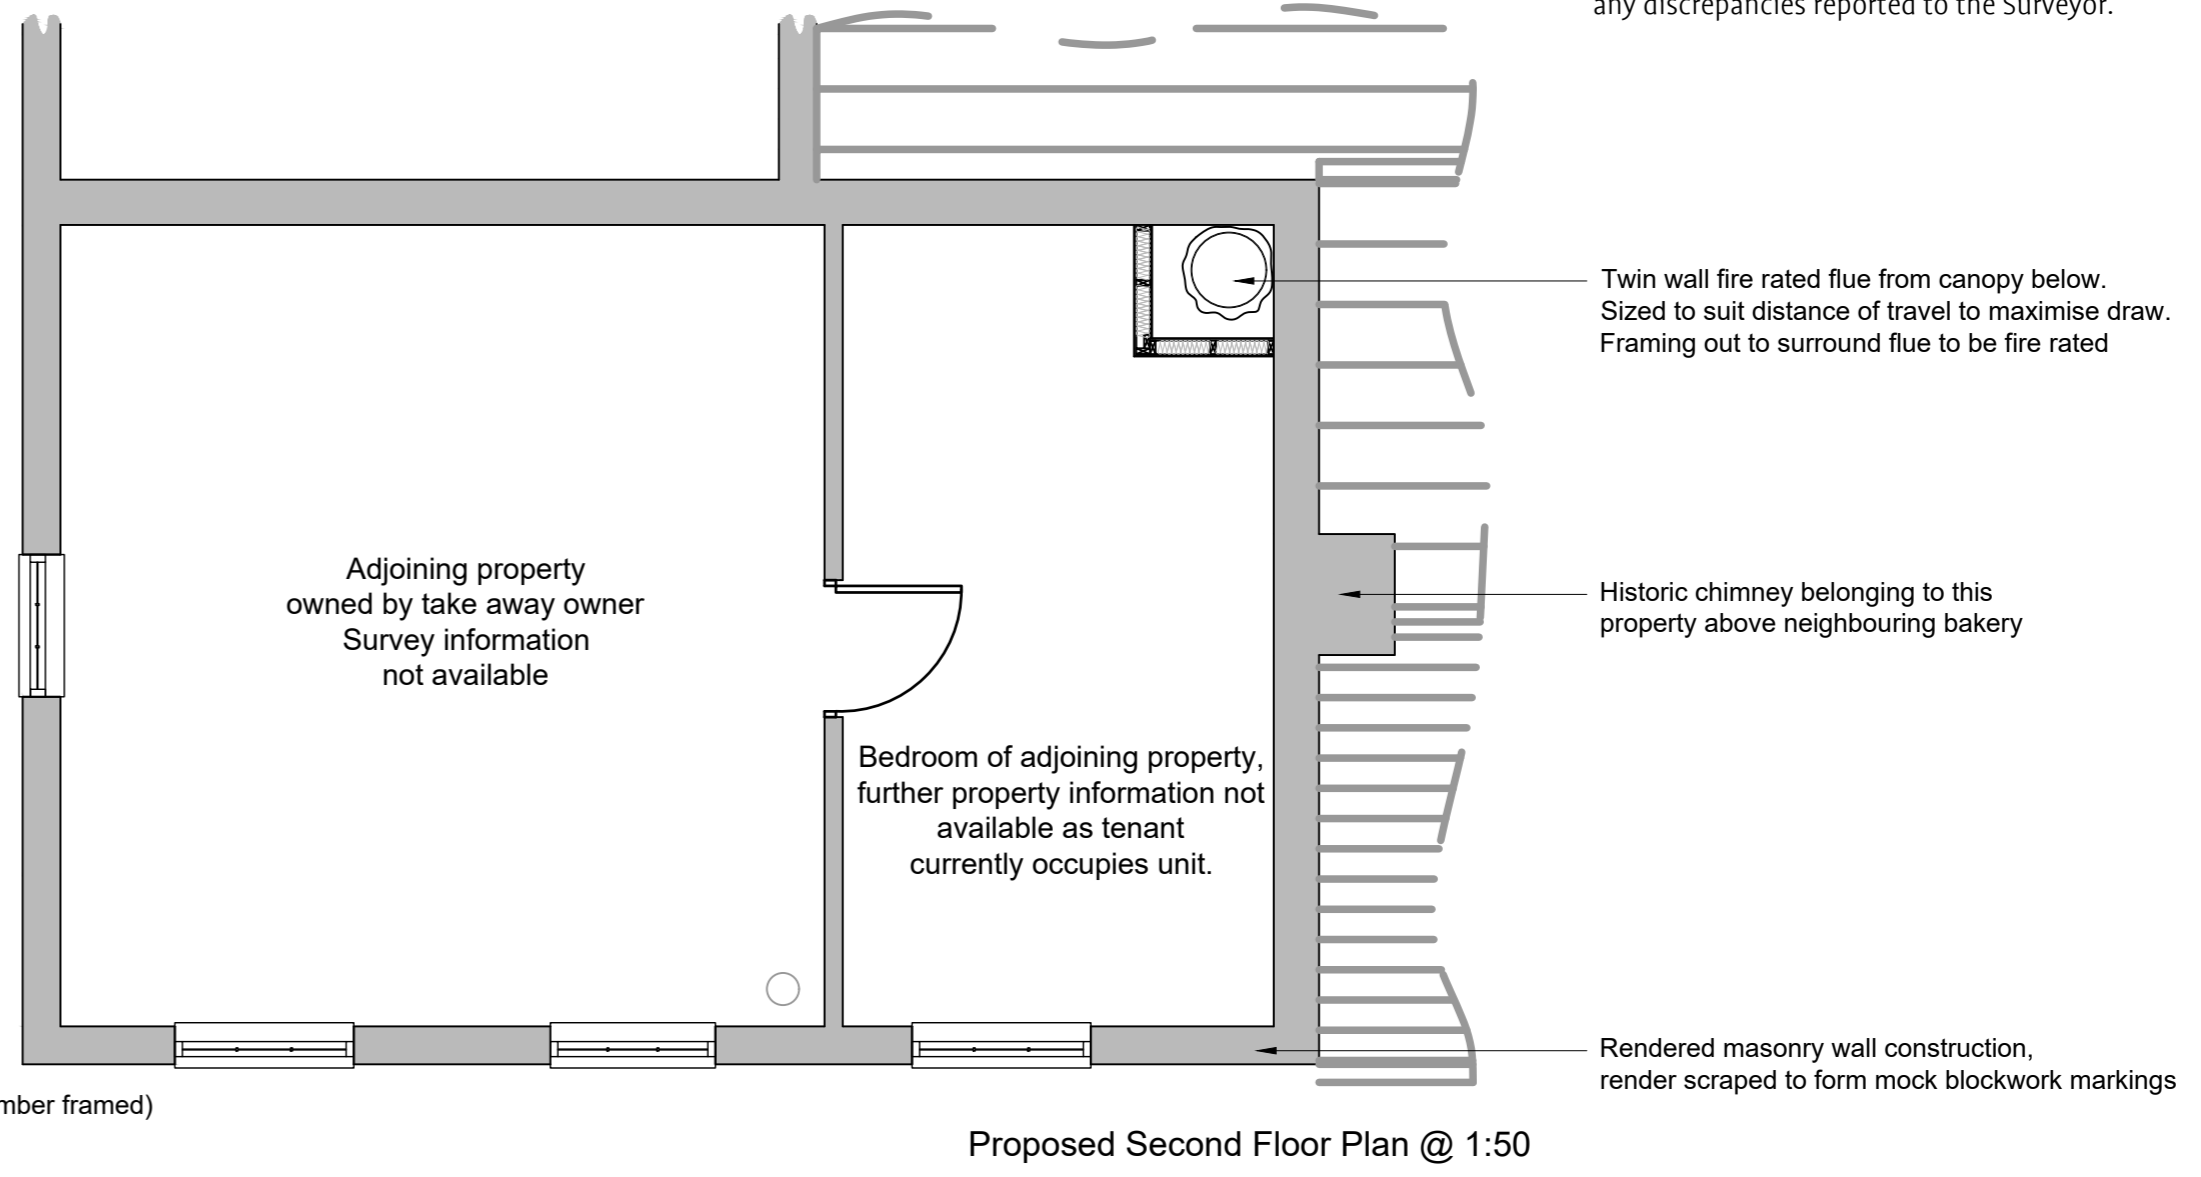 any discrepancies reported to the Surveyor.
Twin wall fire rated flue from canopy below.
Sized to suit distance of travel to maximise draw.
Framing out to surround flue to be fire rated
Adjoining property
owned by take away owner
Survey information
not available
Historic chimney belonging to this
property above neighbouring bakery
Bedroom of adjoining property,
further property information not
available as tenant
currently occupies unit.
Rendered masonry wall construction,
render scraped to form mock blockwork markings
framed)
Proposed Second Floor Plan @ 1:50